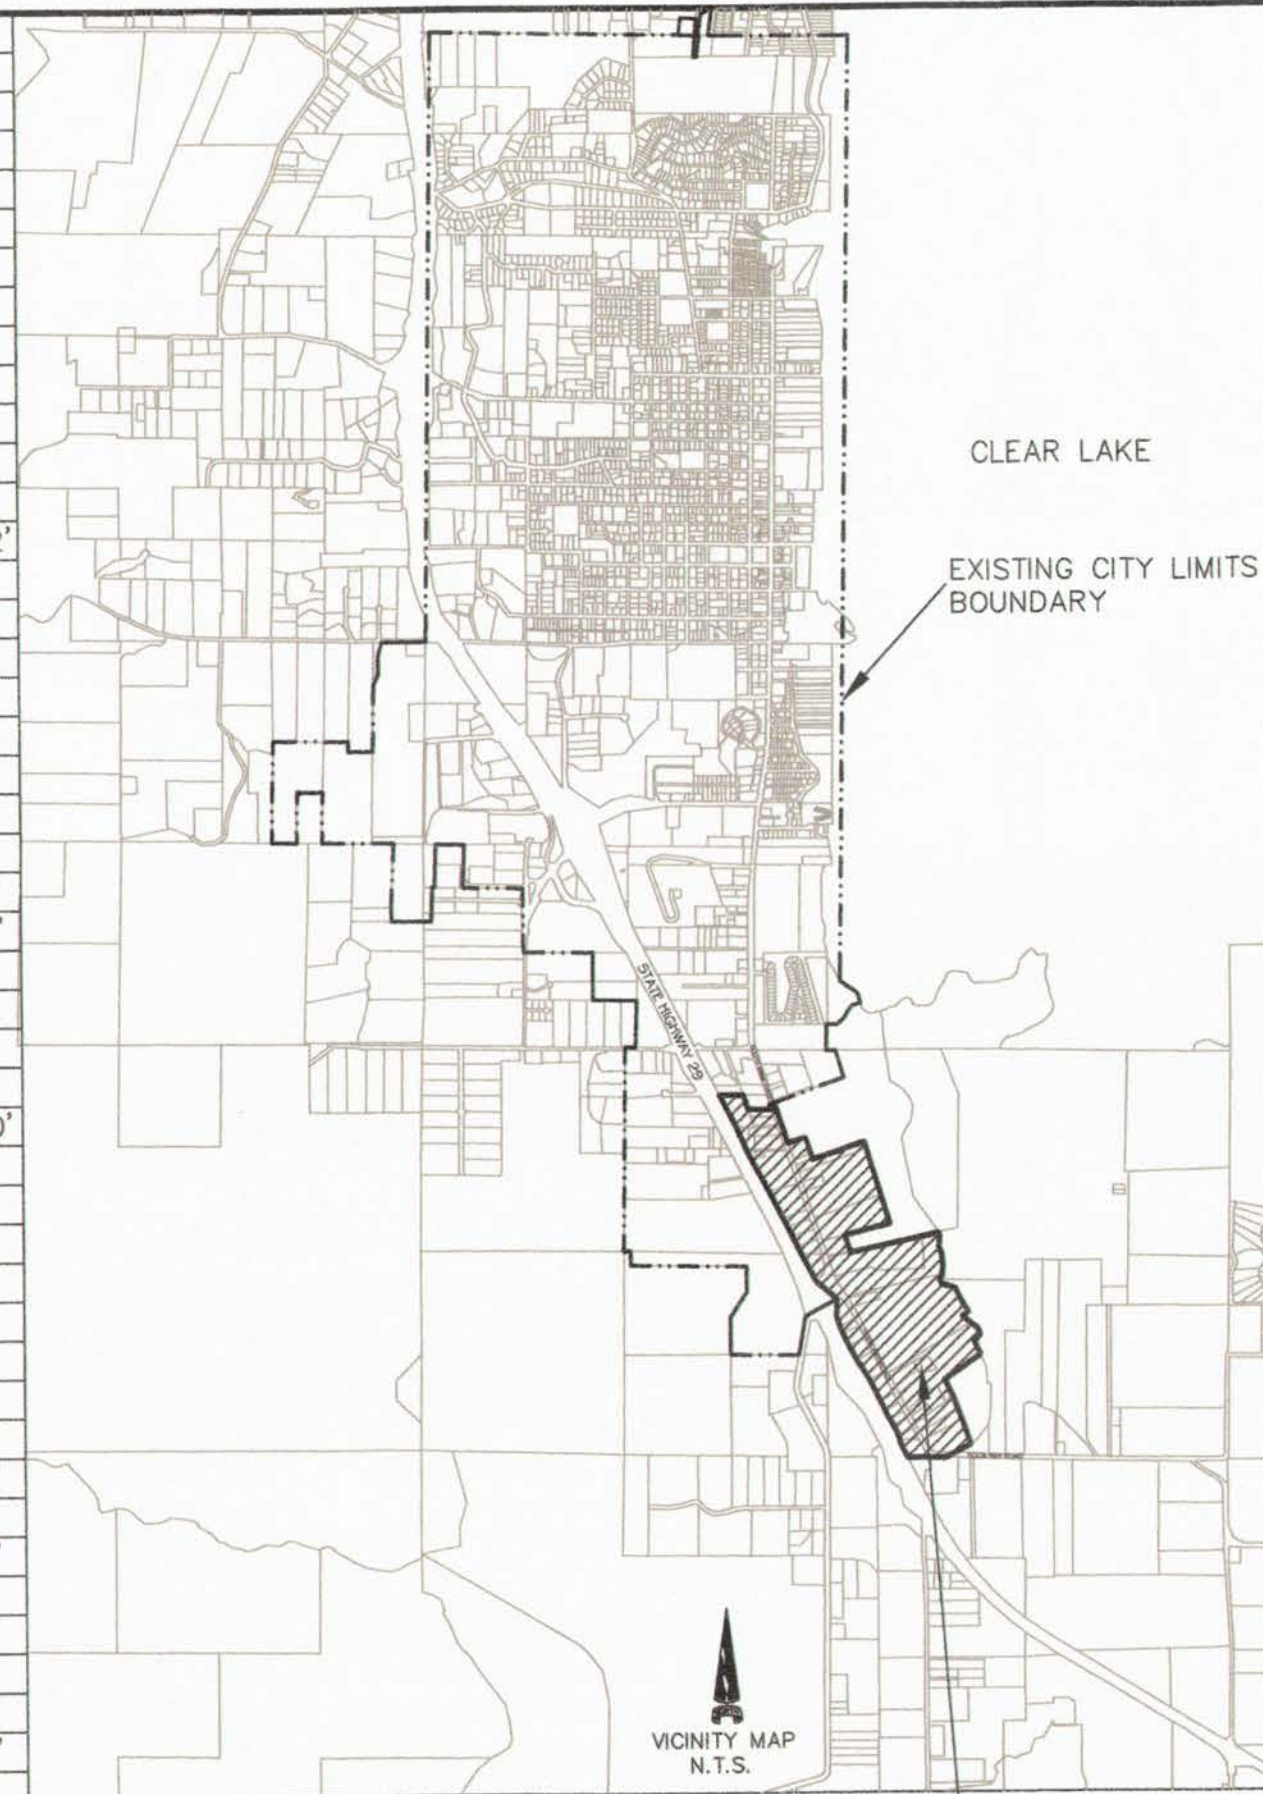 CLEAR LAKE
EXISTING CITY LIMITS
BOUNDARY
STATE HIGHWAY 29
VICINITY MAP
N.T.S.